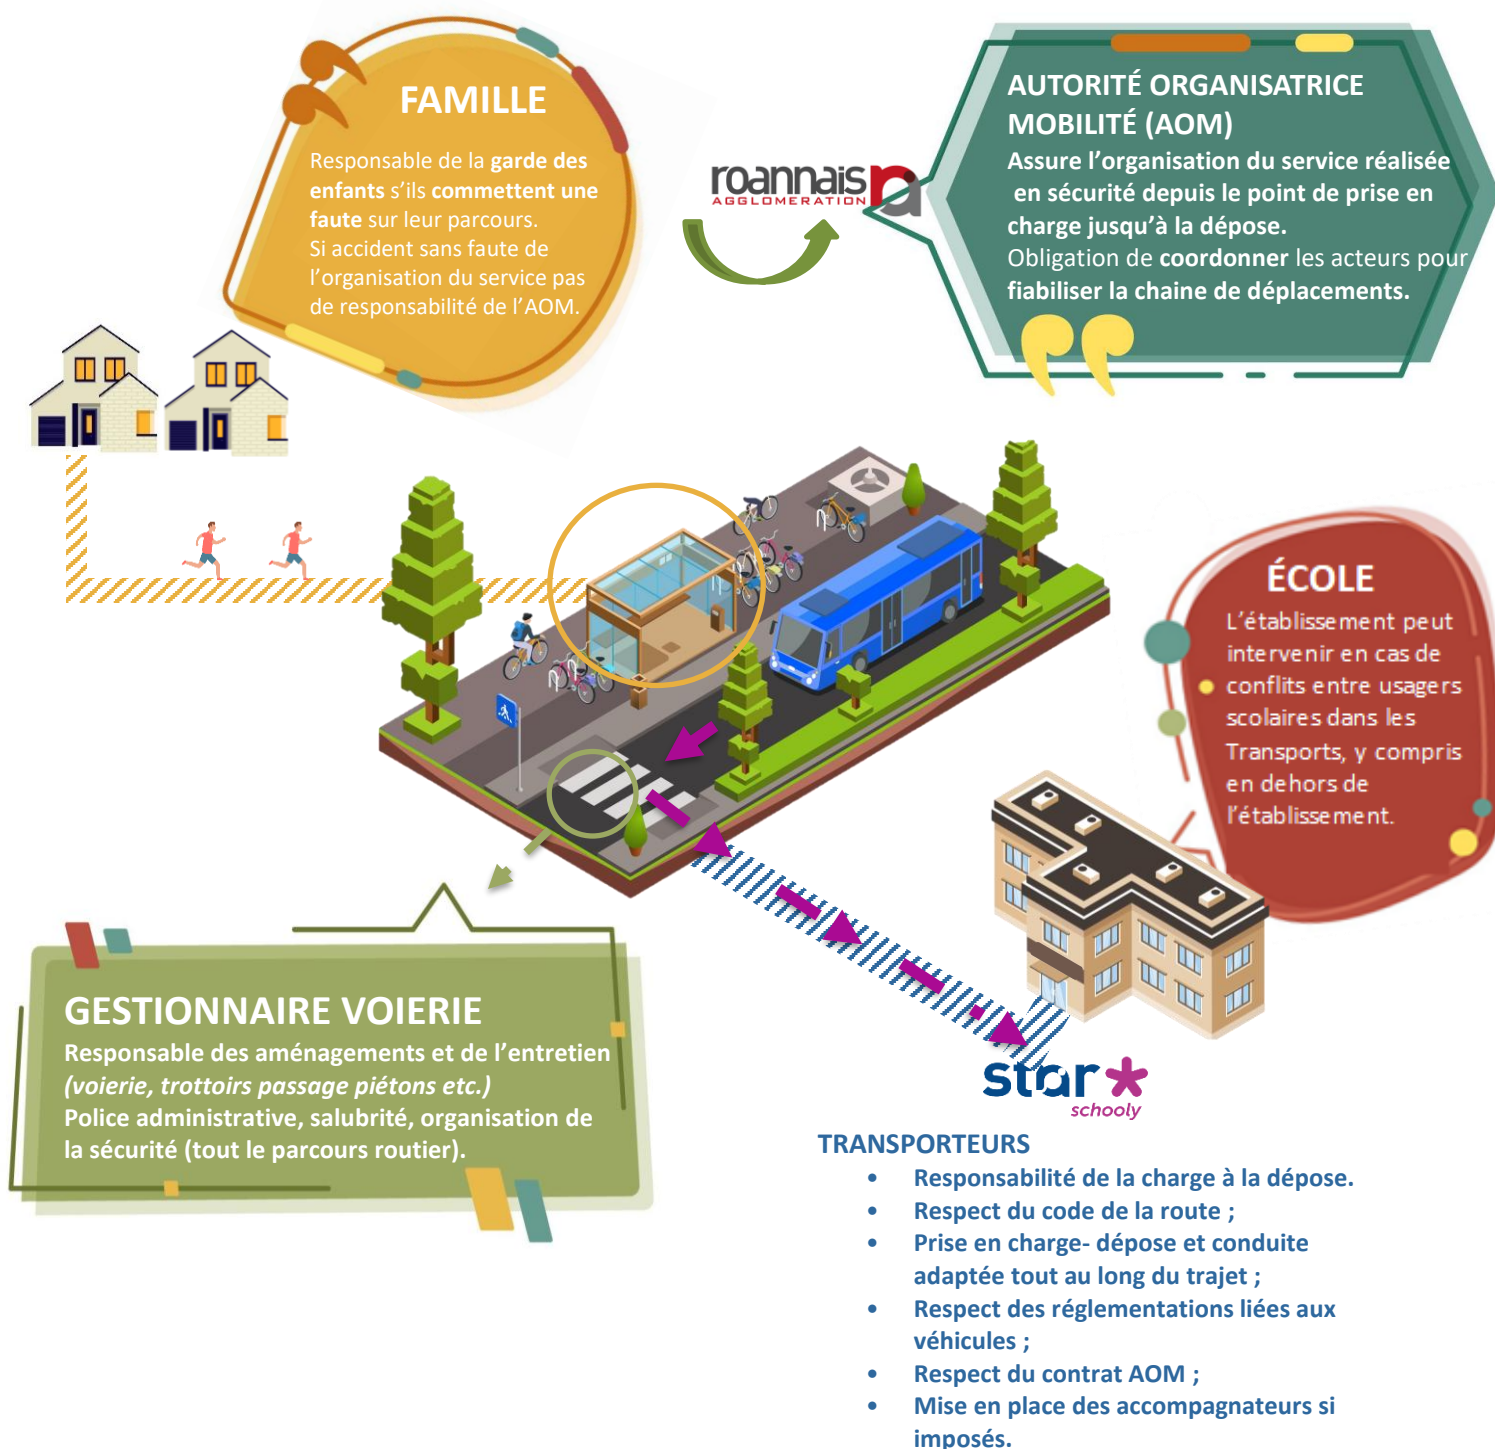 FAMILLE
Responsable de la garde des
enfants s'ils commettent une
faute sur leur parcours.
Si accident sans faute de
l'organisation du service pas
de responsabilité de l'AOM.
roannais
AGGLOMERATION
AUTORITÉ ORGANISATRICE
MOBILITÉ (AOM)
Assure l'organisation du service réalisée
en sécurité depuis le point de prise en
charge jusqu'à la dépose.
Obligation de coordonner les acteurs pour
fiabiliser la chaine de déplacements.
ÉCOLE
L'établissement peut
intervenir en cas de
conflits entre usagers
scolaires dans les
Transports, y compris
en dehors de
l'établissement.
GESTIONNAIRE VOIERIE
Responsable des aménagements et de l'entretien
(voierie, trottoirs passage piétons etc.)
Police administrative, salubrité, organisation de
la sécurité (tout le parcours routier).
star
schooly
TRANSPORTEURS
• Responsabilité de la charge à la dépose.
• Respect du code de la route ;
• Prise en charge- dépose et conduite
adaptée tout au long du trajet ;
• Respect des réglementations liées aux
véhicules ;
• Respect du contrat AOM ;
• Mise en place des accompagnateurs si
imposés.